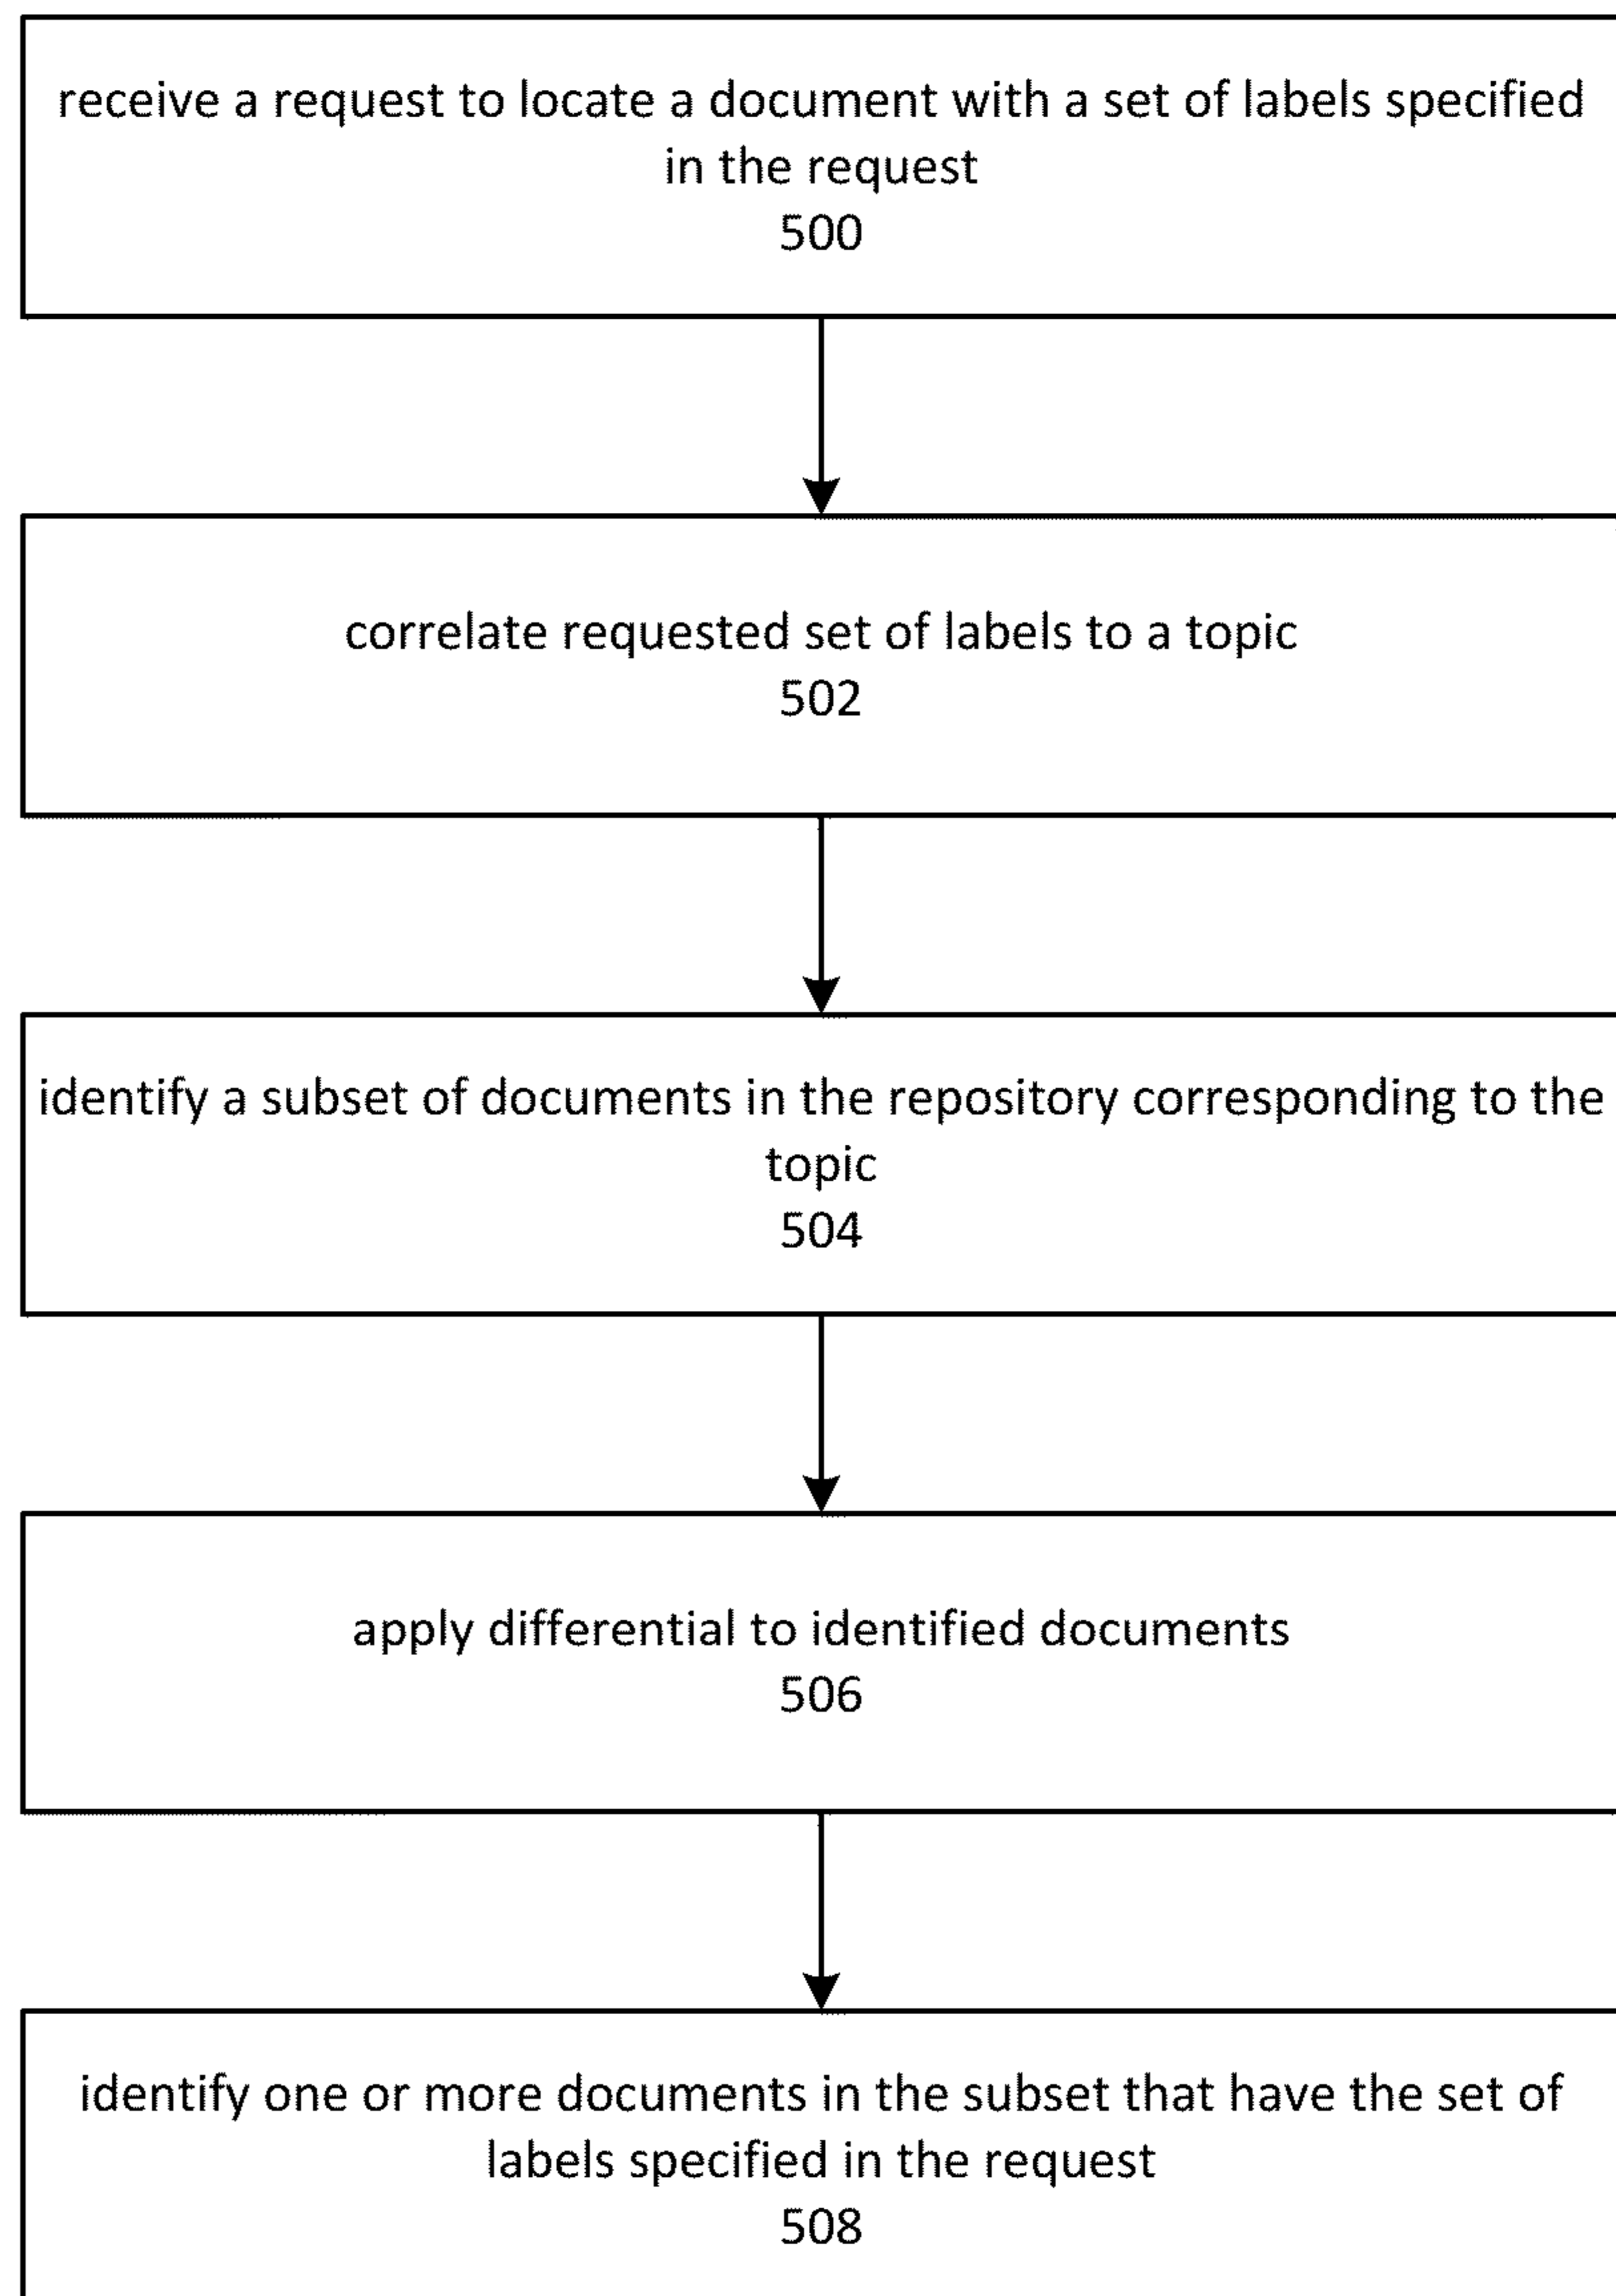 receive a request to locate a document with a set of labels specified
in the request
500
correlate requested set of labels to a topic
502
identify a subset of documents in the repository corresponding to the
topic
504
apply differential to identified documents
506
identify one or more documents in the subset that have the set of
labels specified in the request
508